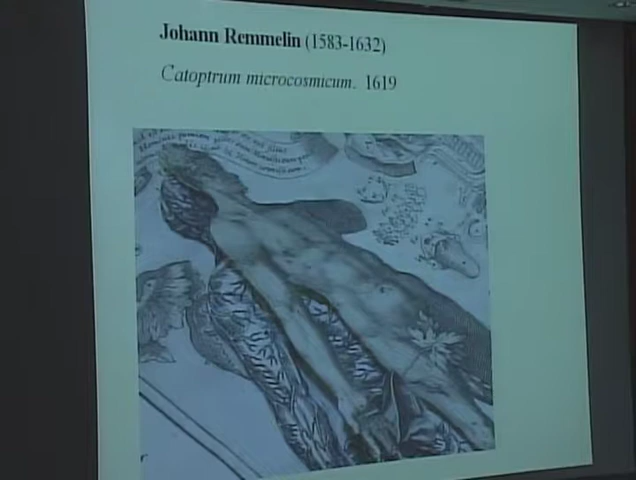 Johann Remmelin (1583-1632)
Catoptrum microcosmicum. 1619